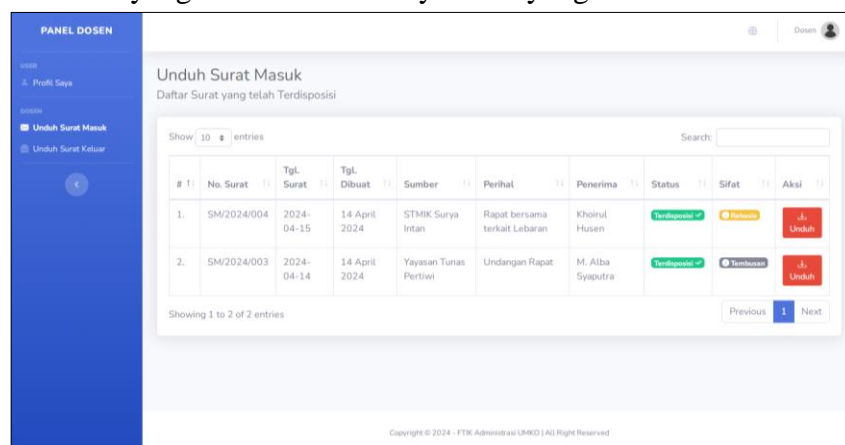 PANEL DOSEN
Dosen
USER
Profil Saya
DOSEN
Unduh Surat Masuk
Unduh Surat Keluar
Unduh Surat Masuk
Daftar Surat yang telah Terdisposisi
Show 10 entries
Search:
# No. Surat Tgl. Surat Tgl. Dibuat Sumber Perihal Penerima Status Sifat Aksi
1. SM/2024/004 2024-04-15 14 April 2024 STMIK Surya Intan Rapat bersama terkait Lebaran Khoirul Husen Terdisposisi Rahasia Unduh
2. SM/2024/003 2024-04-14 14 April 2024 Yayasan Tunas Pertiwi Undangan Rapat M. Alba Syaputra Terdisposisi Tembusan Unduh
Showing 1 to 2 of 2 entries
Previous 1 Next
Copyright © 2024 - FTIK Administrasi UMKO | All Right Reserved